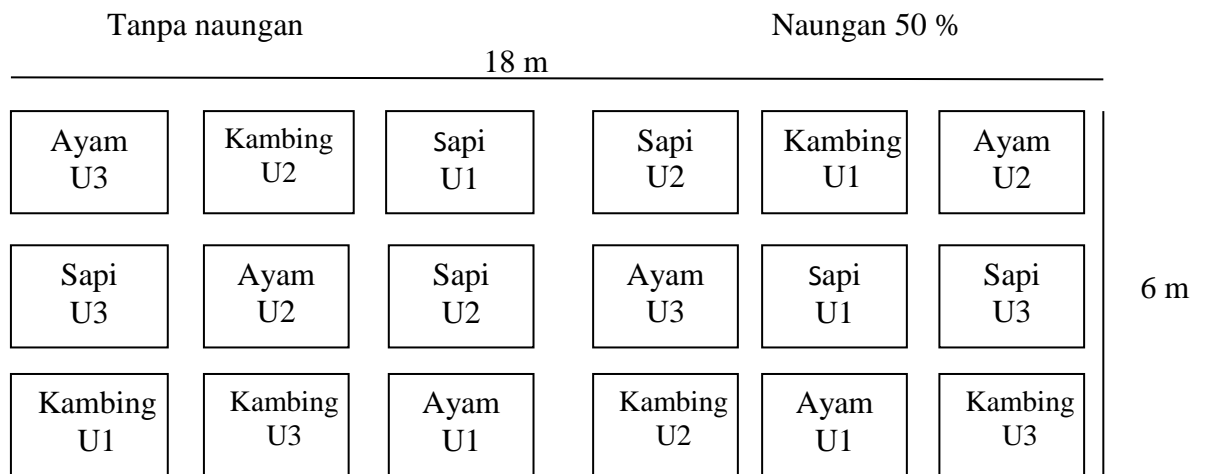 Tanpa naungan
Naungan 50 %
18 m
Ayam
U3
Kambing
U2
Sapi
U1
Sapi
U2
Kambing
U1
Ayam
U2
Sapi
U3
Ayam
U2
Sapi
U2
Ayam
U3
Sapi
U1
Sapi
U3
6 m
Kambing
U1
Kambing
U3
Ayam
U1
Kambing
U2
Ayam
U1
Kambing
U3